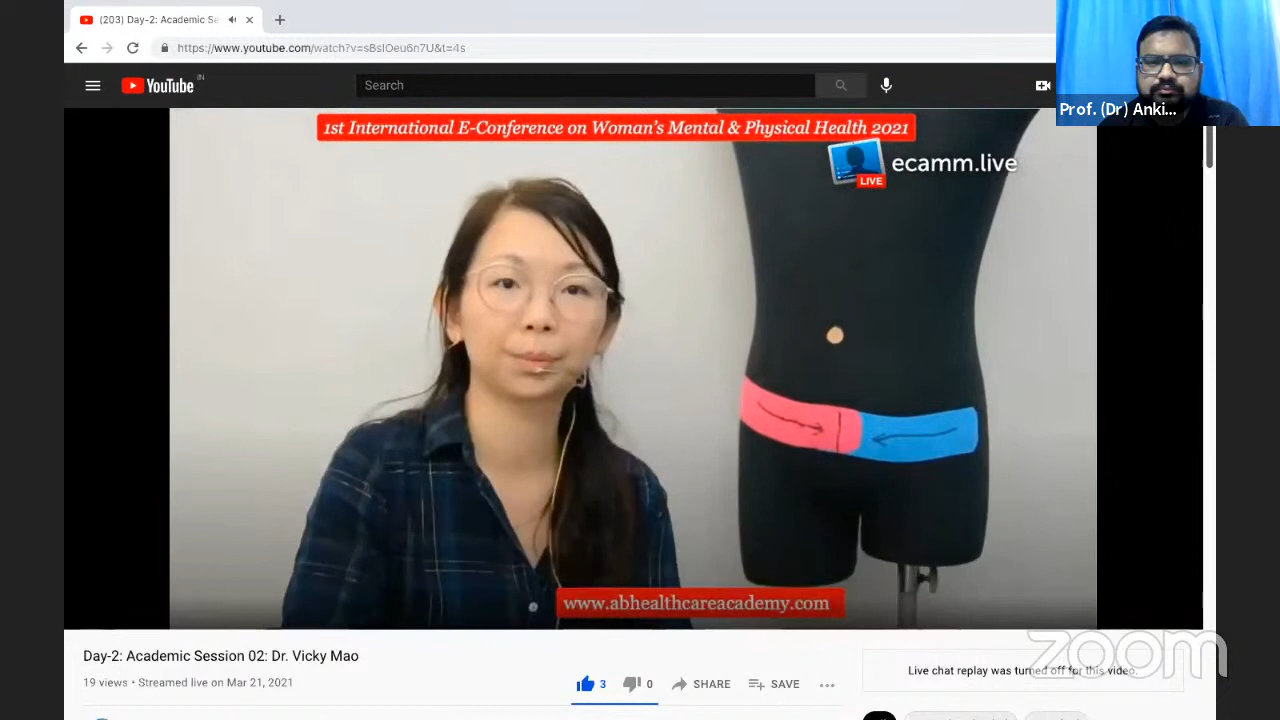 (203) Day-2: Academic Se
https://www.youtube.com/watch?v=sBsIOeu6n7U&t=4s
YouTube IN
Search
Prof. (Dr) Anki...
1st International E-Conference on Woman's Mental & Physical Health 2021
ecamm.live
LIVE
www.abhealthcareacademy.com
zoom
Day-2: Academic Session 02: Dr. Vicky Mao
19 views • Streamed live on Mar 21, 2021
3
0
SHARE
SAVE
Live chat replay was turned off for this video.